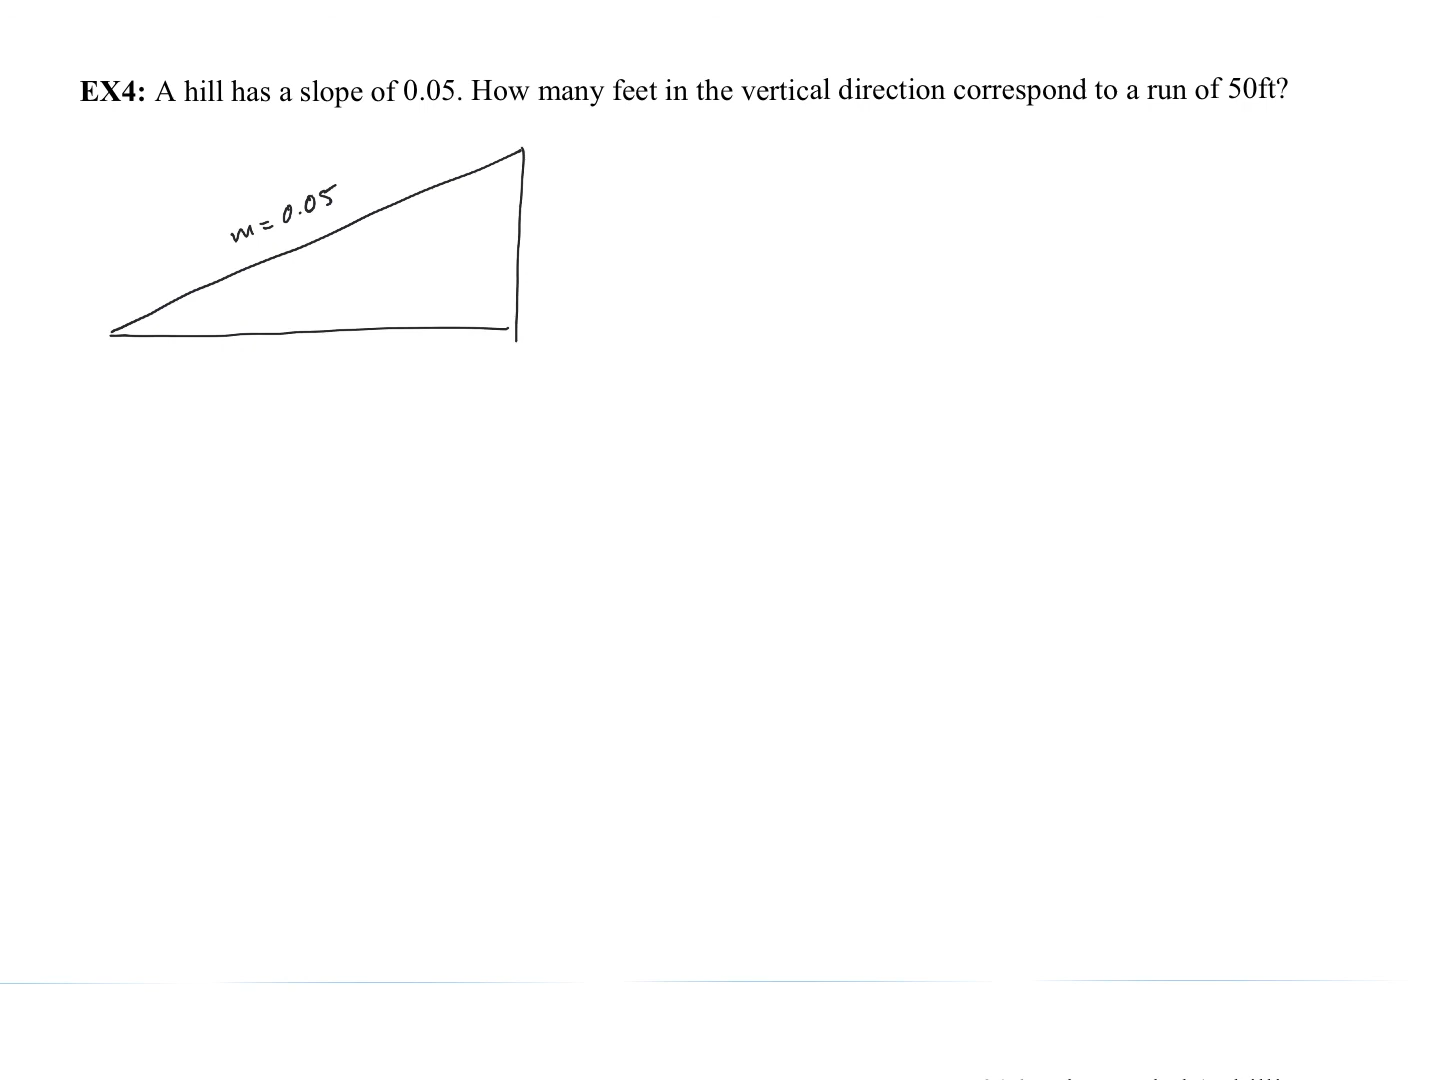 EX4: A hill has a slope of 0.05. How many feet in the vertical direction correspond to a run of 50ft?
m = 0.05